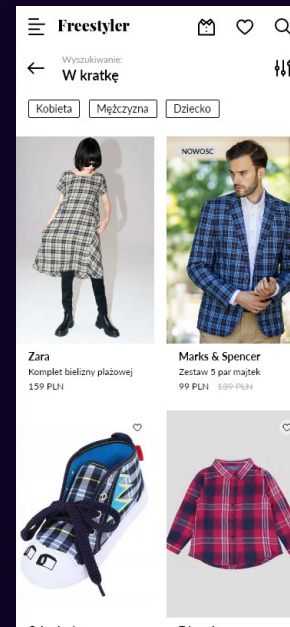 Freestyler
Wyszukiwanie:
W kratkę
Kobieta
Mężczyzna
Dziecko
NOWOSC
Zara
Komplet bielizny plażowej
159 PLN
Marks & Spencer
Zestaw 5 par majtek
99 PLN 139 PLN